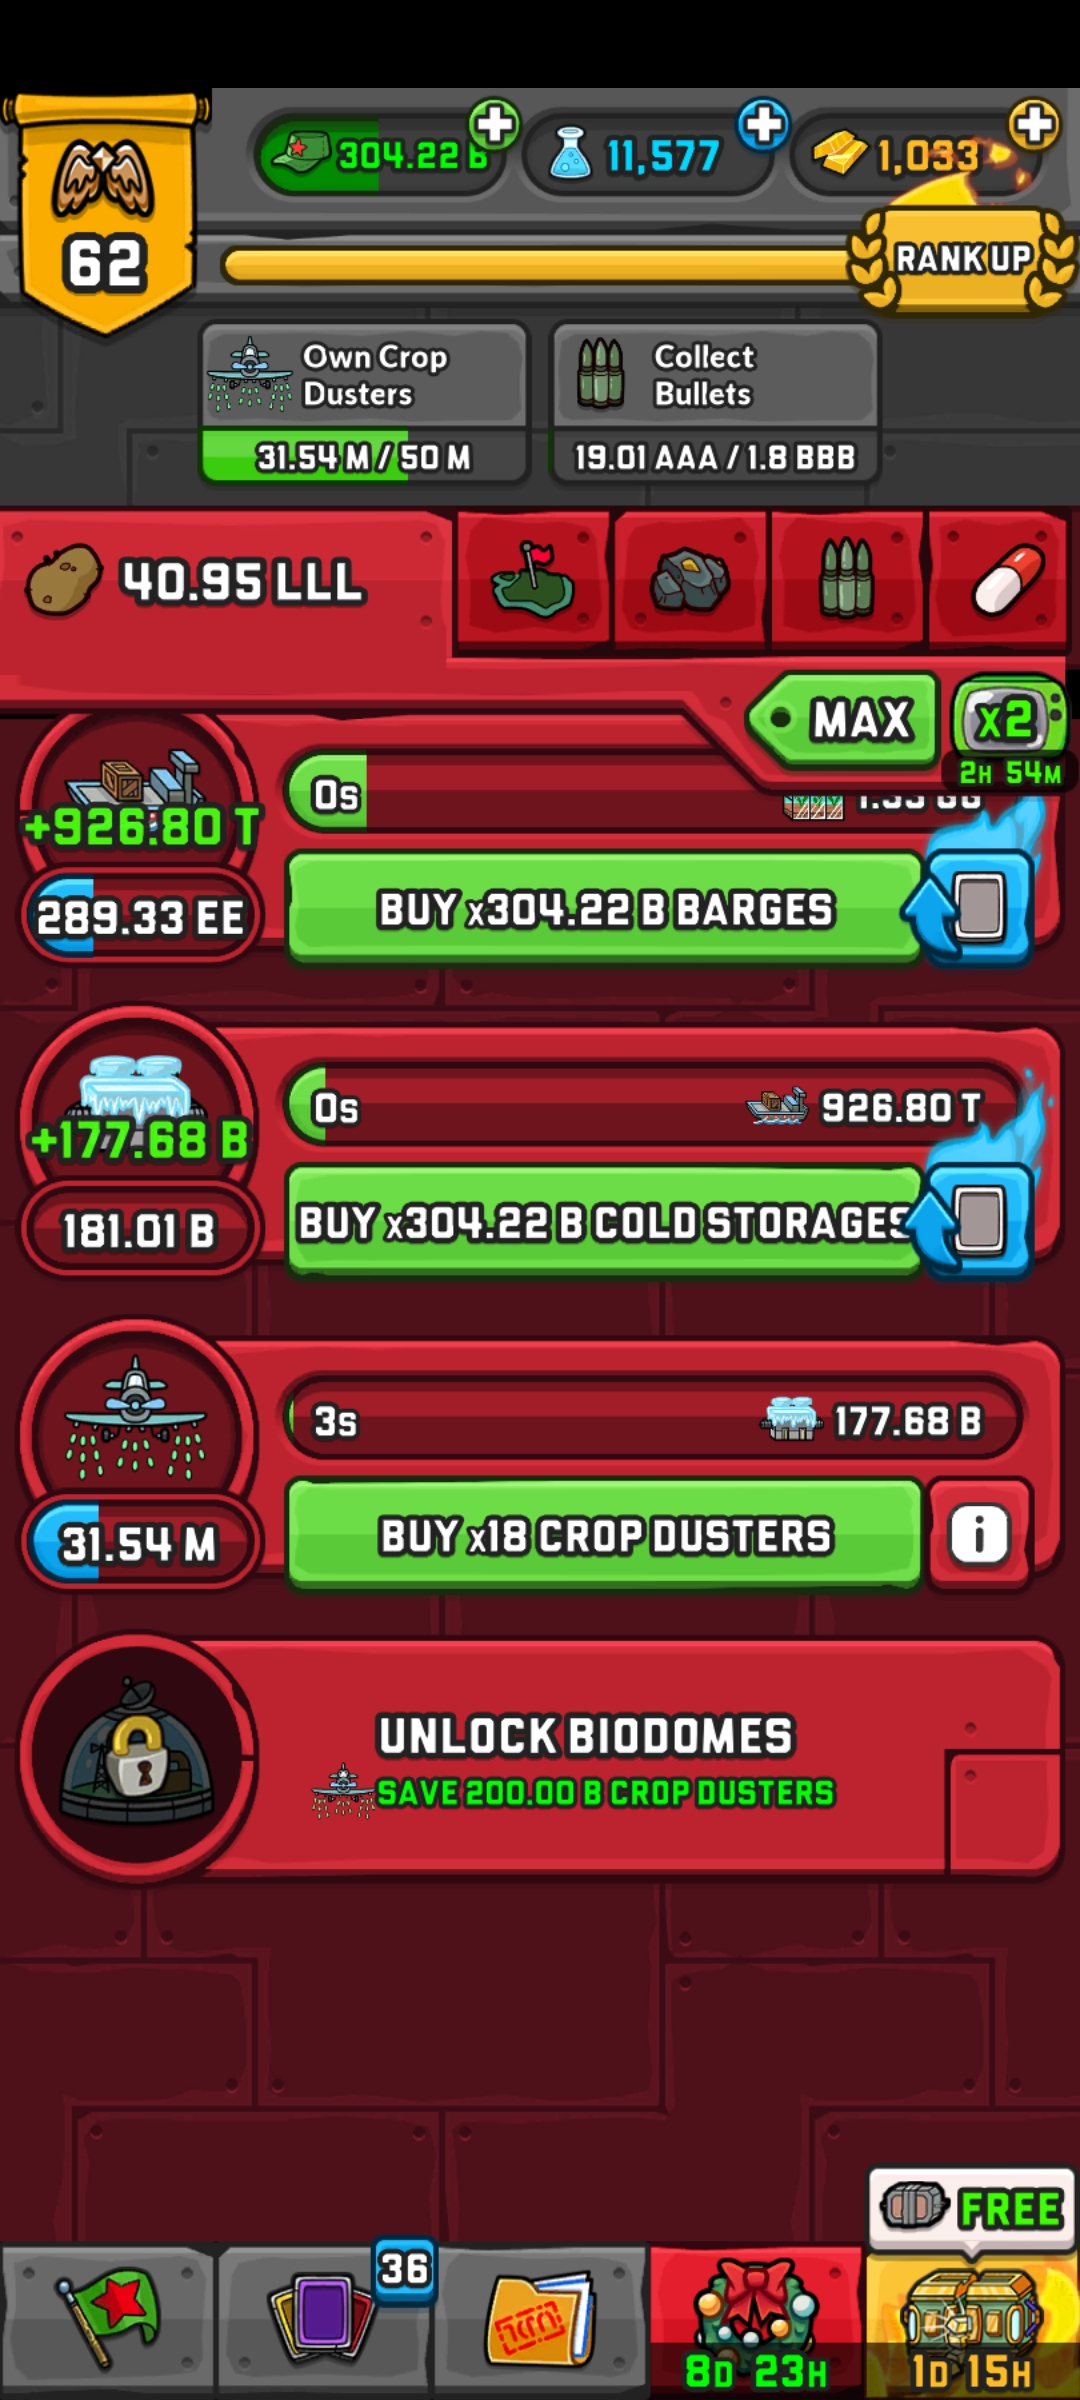 304.22 B
11,577
1,033
62
RANK UP
Own Crop
Dusters
31.54 M / 50 M
Collect
Bullets
19.01 AAA / 1.8 BBB
40.95 LLL
MAX
x2
2H 54M
0s
+926.80 T
289.33 EE
BUY x304.22 B BARGES
0s
926.80 T
+177.68 B
181.01 B
BUY x304.22 B COLD STORAGES
3s
177.68 B
31.54 M
BUY x18 CROP DUSTERS
i
UNLOCK BIODOMES
SAVE 200.00 B CROP DUSTERS
FREE
36
8D 23H
1D 15H